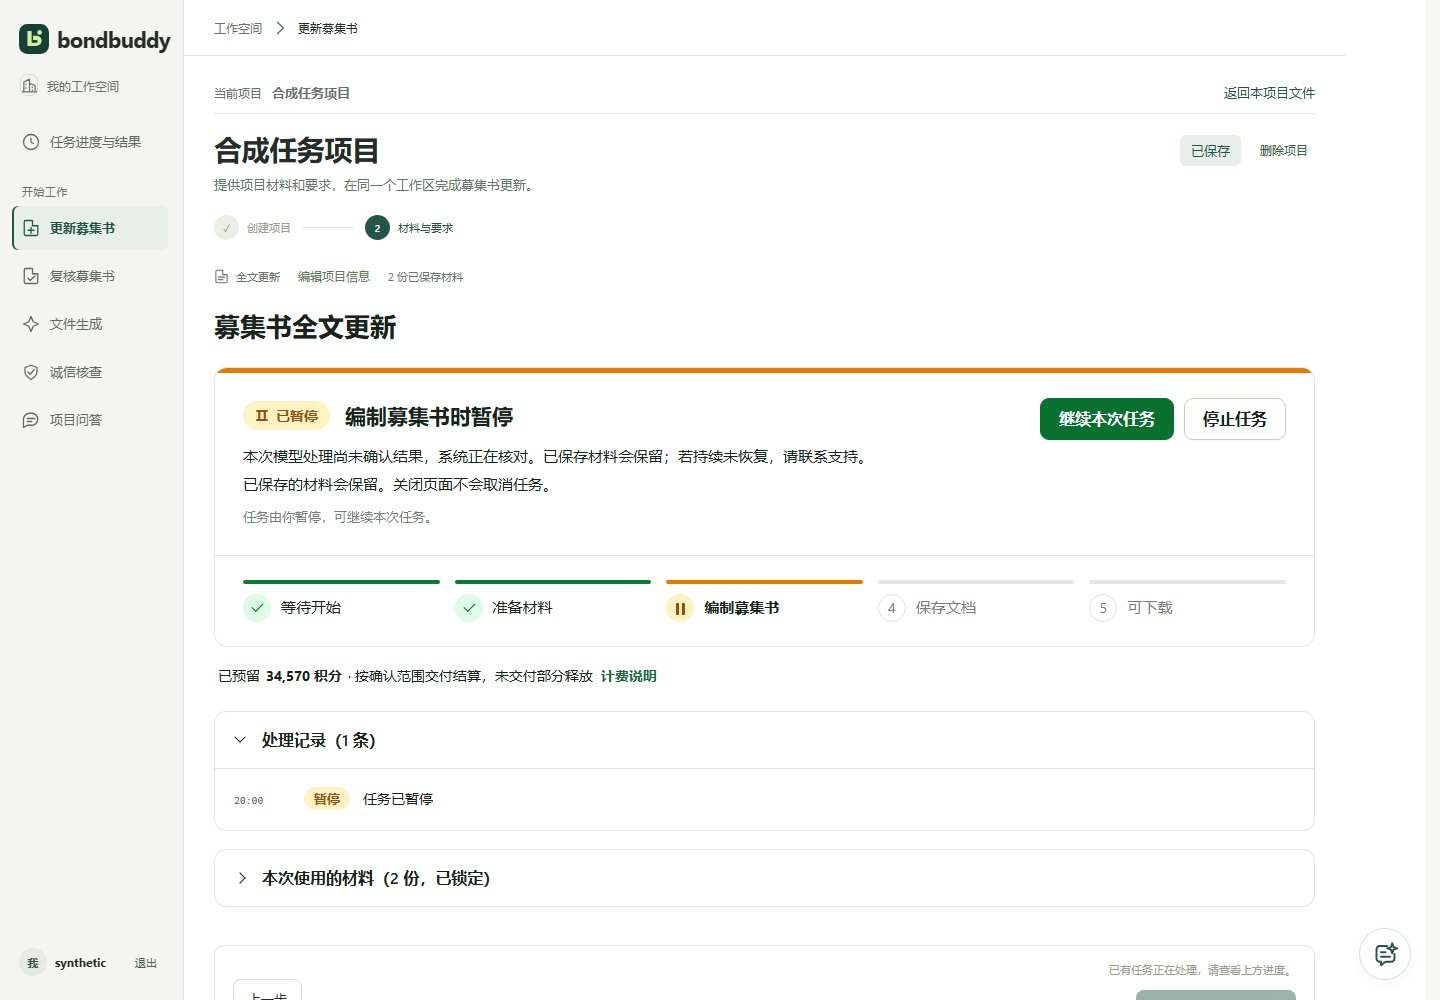 bondbuddy
我的工作空间
任务进度与结果
开始工作
更新募集书
复核募集书
文件生成
诚信核查
项目问答
我 synthetic 退出
工作空间 更新募集书
当前项目 合成任务项目 返回本项目文件
合成任务项目 已保存 删除项目
提供项目材料和要求，在同一个工作区完成募集书更新。
创建项目 2 材料与要求
全文更新 编辑项目信息 2 份已保存材料
募集书全文更新
已暂停 编制募集书时暂停 继续本次任务 停止任务
本次模型处理尚未确认结果，系统正在核对。已保存材料会保留；若持续未恢复，请联系支持。
已保存的材料会保留。关闭页面不会取消任务。
任务由你暂停，可继续本次任务。
等待开始 准备材料 编制募集书 4 保存文档 5 可下载
已预留 34,570 积分 · 按确认范围交付结算，未交付部分释放 计费说明
处理记录（1 条）
20:00 暂停 任务已暂停
本次使用的材料（2 份，已锁定）
已有任务正在处理，请查看上方进度。
上一步